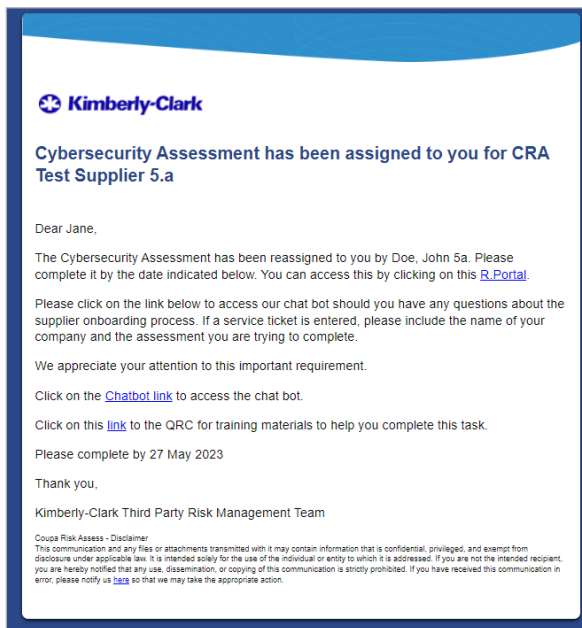 Kimberly-Clark
Cybersecurity Assessment has been assigned to you for CRA
Test Supplier 5.a
Dear Jane,
The Cybersecurity Assessment has been reassigned to you by Doe, John 5a. Please
complete it by the date indicated below. You can access this by clicking on this R.Portal.
Please click on the link below to access our chat bot should you have any questions about the
supplier onboarding process. If a service ticket is entered, please include the name of your
company and the assessment you are trying to complete.
We appreciate your attention to this important requirement.
Click on the Chatbot link to access the chat bot.
Click on this link to the QRC for training materials to help you complete this task.
Please complete by 27 May 2023
Thank you,
Kimberly-Clark Third Party Risk Management Team
Coupa Risk Assess - Disclaimer
This communication and any files or attachments transmitted with it may contain information that is confidential, privileged, and exempt from
disclosure under applicable law. It is intended solely for the use of the individual or entity to which it is addressed. If you are not the intended recipient,
you are hereby notified that any use, dissemination, or copying of this communication is strictly prohibited. If you have received this communication in
error, please notify us here so that we may take the appropriate action.